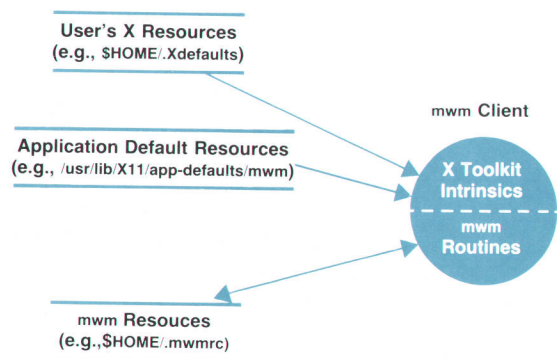 User's X Resources
(e.g., $HOME/.Xdefaults)
mwm Client
Application Default Resources
(e.g., /usr/lib/X11/app-defaults/mwm)
X Toolkit
Intrinsics
mwm
Routines
mwm Resouces
(e.g.,$HOME/.mwmrc)